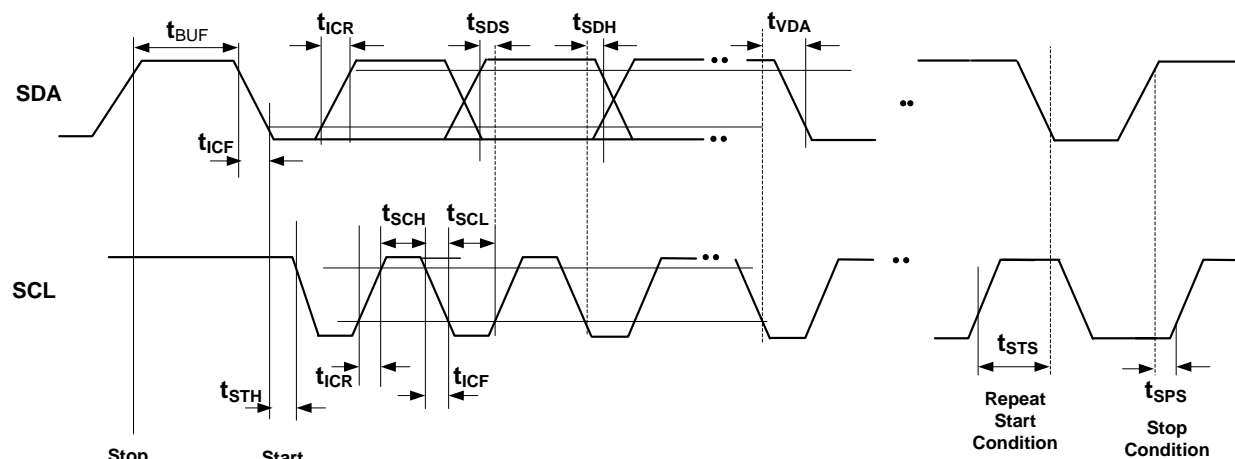 tBUF
tICR
tSDS
tSDH
tVDA
SDA
••
••
tICF
••
tSCH
tSCL
••
••
SCL
tSTS
tICR
tICF
tSTH
tSPS
Repeat
Start
Condition
Stop
Condition
Stop
Start